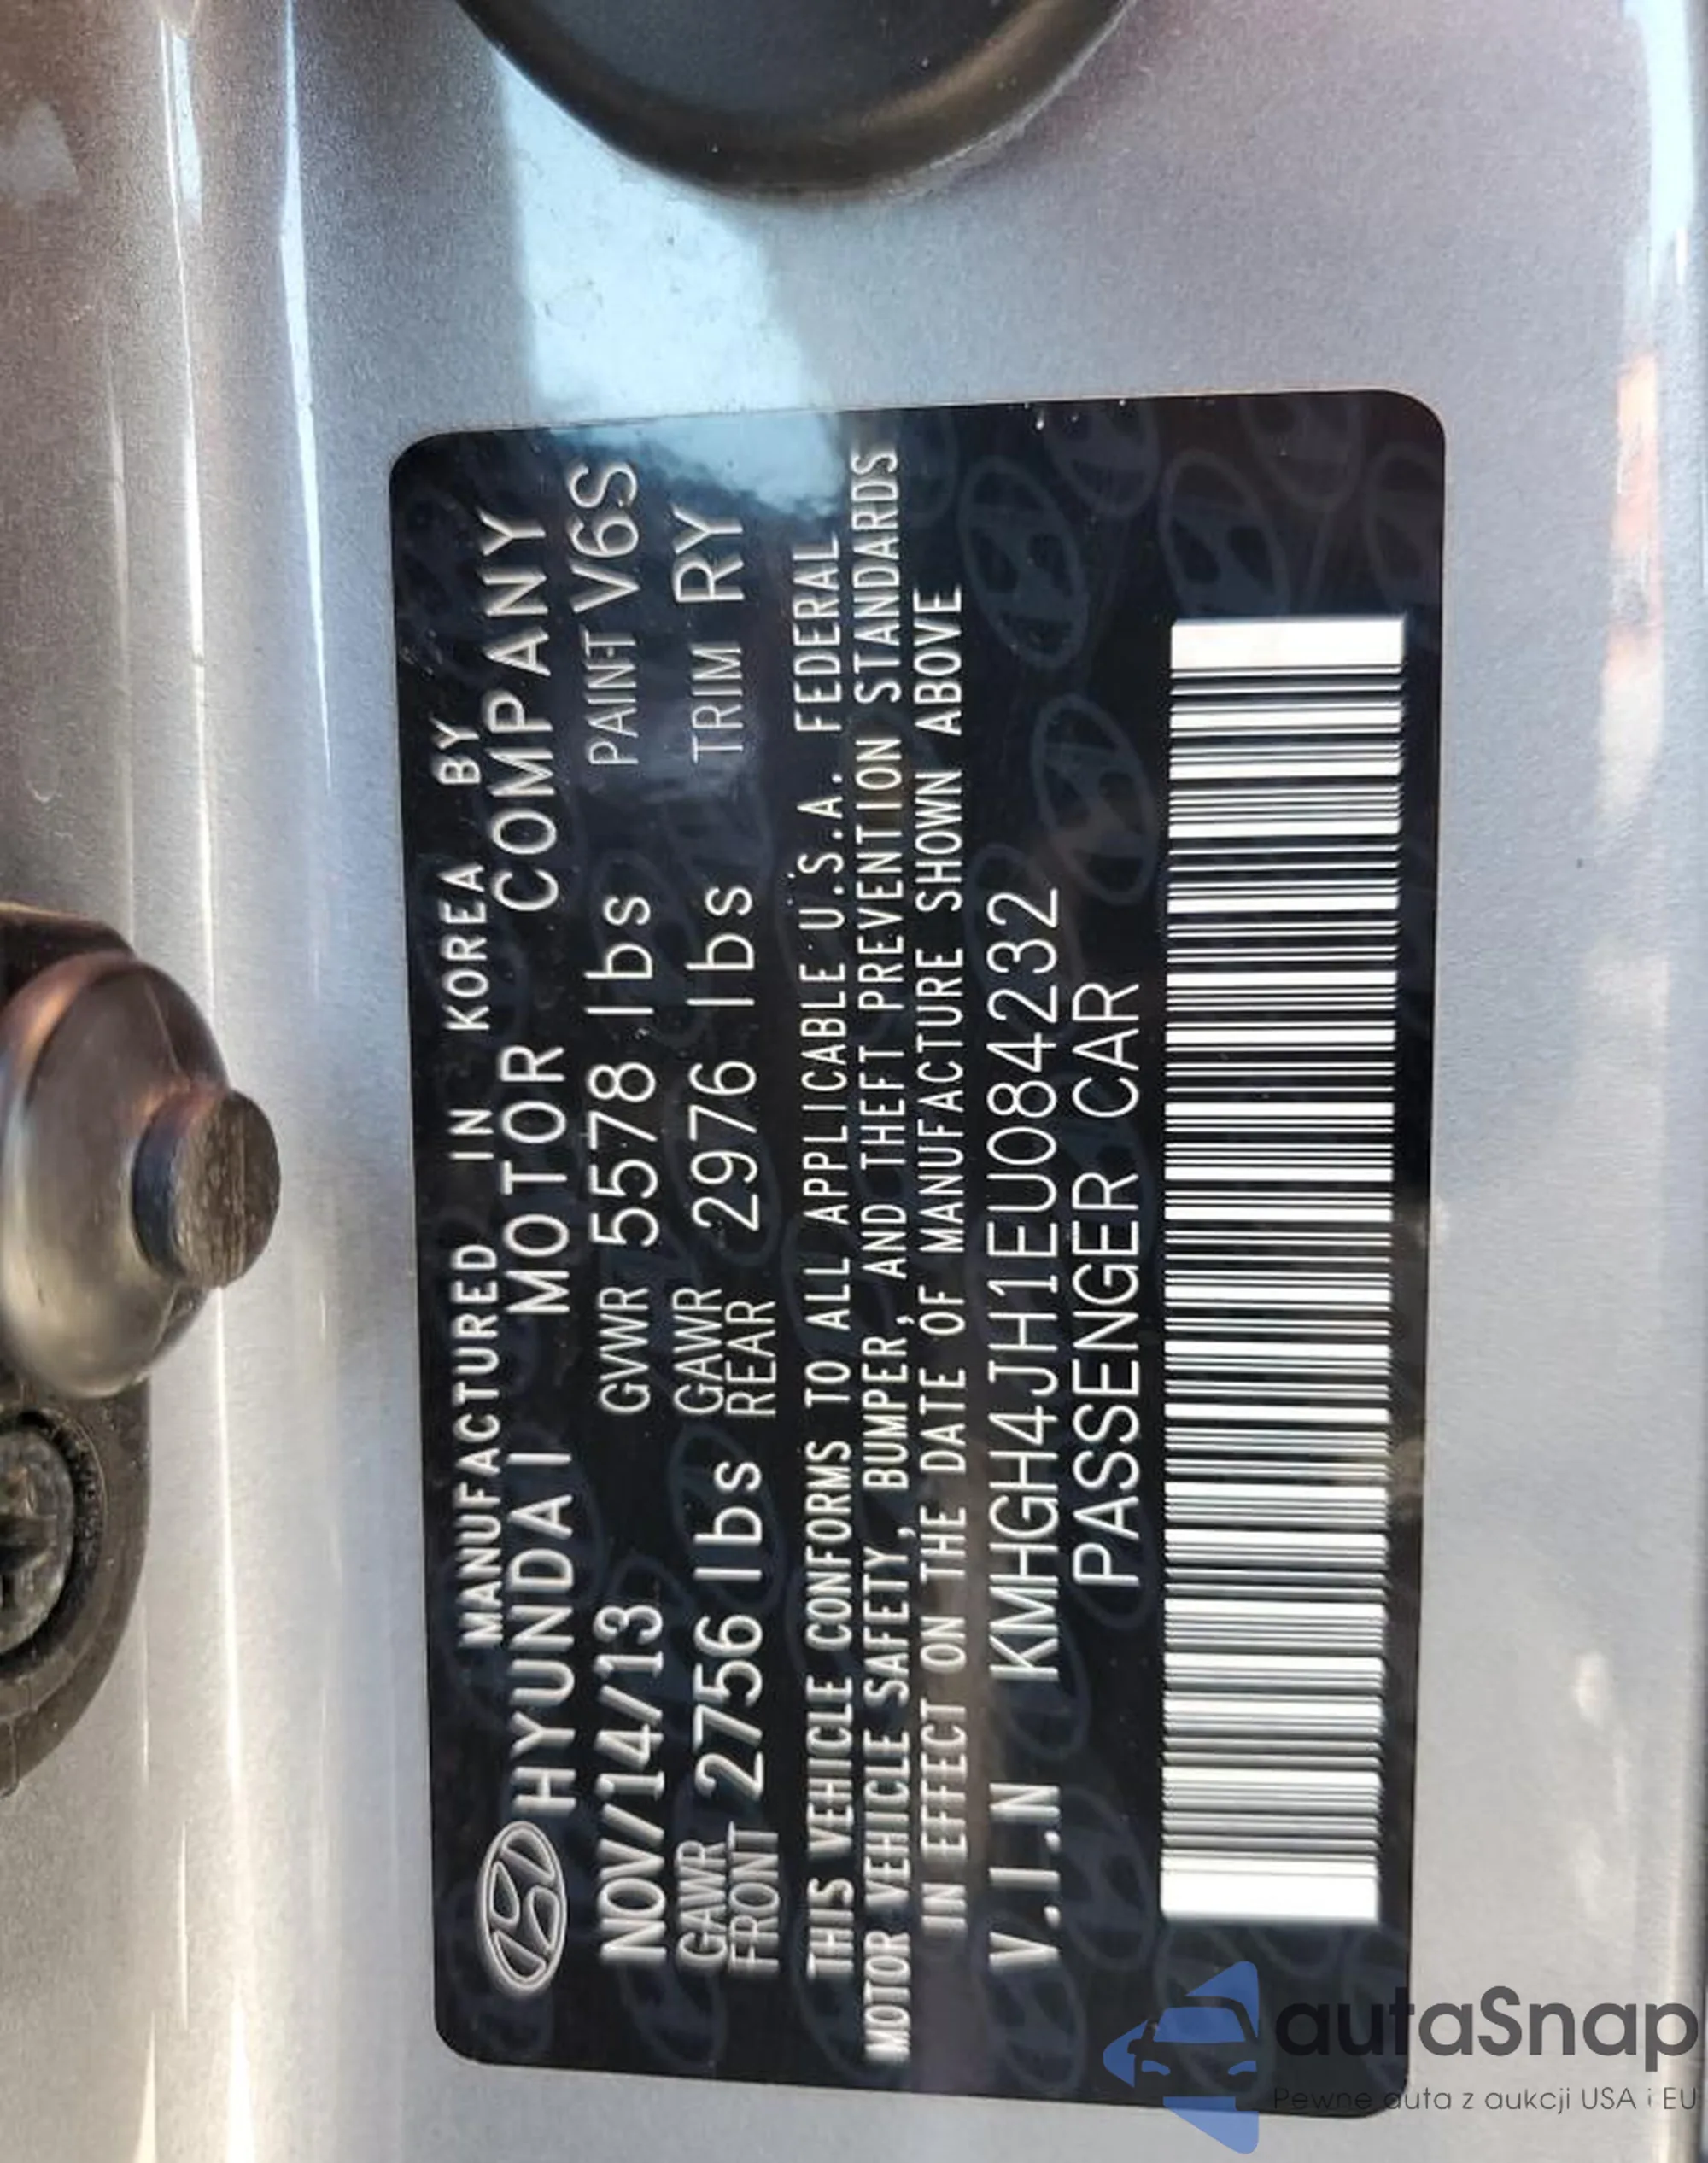 MANUFACTURED IN KOREA BY
HYUNDAI MOTOR COMPANY
NOV/14/13 GVWR 5578 lbs PAINT V6S
GAWR FRONT 2756 lbs GAWR REAR 2976 lbs TRIM RY
THIS VEHICLE CONFORMS TO ALL APPLICABLE U.S.A. FEDERAL
MOTOR VEHICLE SAFETY, BUMPER, AND THEFT PREVENTION STANDARDS
IN EFFECT ON THE DATE OF MANUFACTURE SHOWN ABOVE
V.I.N KMHGH4JH1EU084232
PASSENGER CAR
autaSnap
Pewne auta z aukcji USA i EU